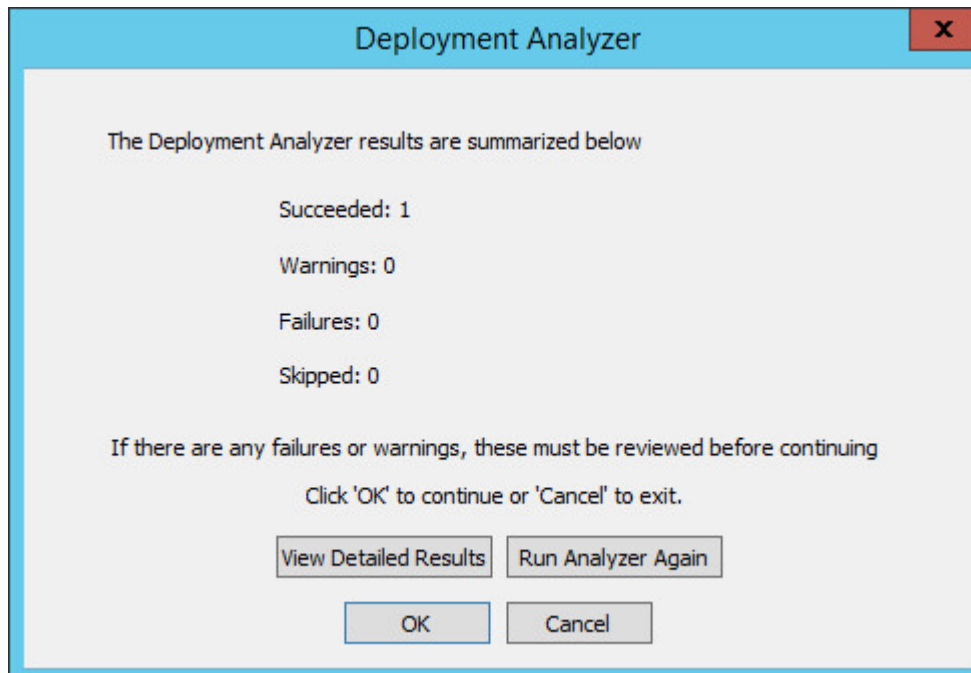 Deployment Analyzer
x
The Deployment Analyzer results are summarized below
Succeeded: 1
Warnings: 0
Failures: 0
Skipped: 0
If there are any failures or warnings, these must be reviewed before continuing
Click 'OK' to continue or 'Cancel' to exit.
View Detailed Results Run Analyzer Again
OK Cancel